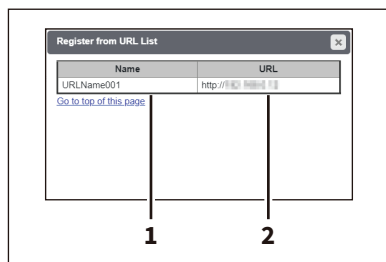 Register from URL List
Name URL
URLName001 http://
Go to top of this page
1 2